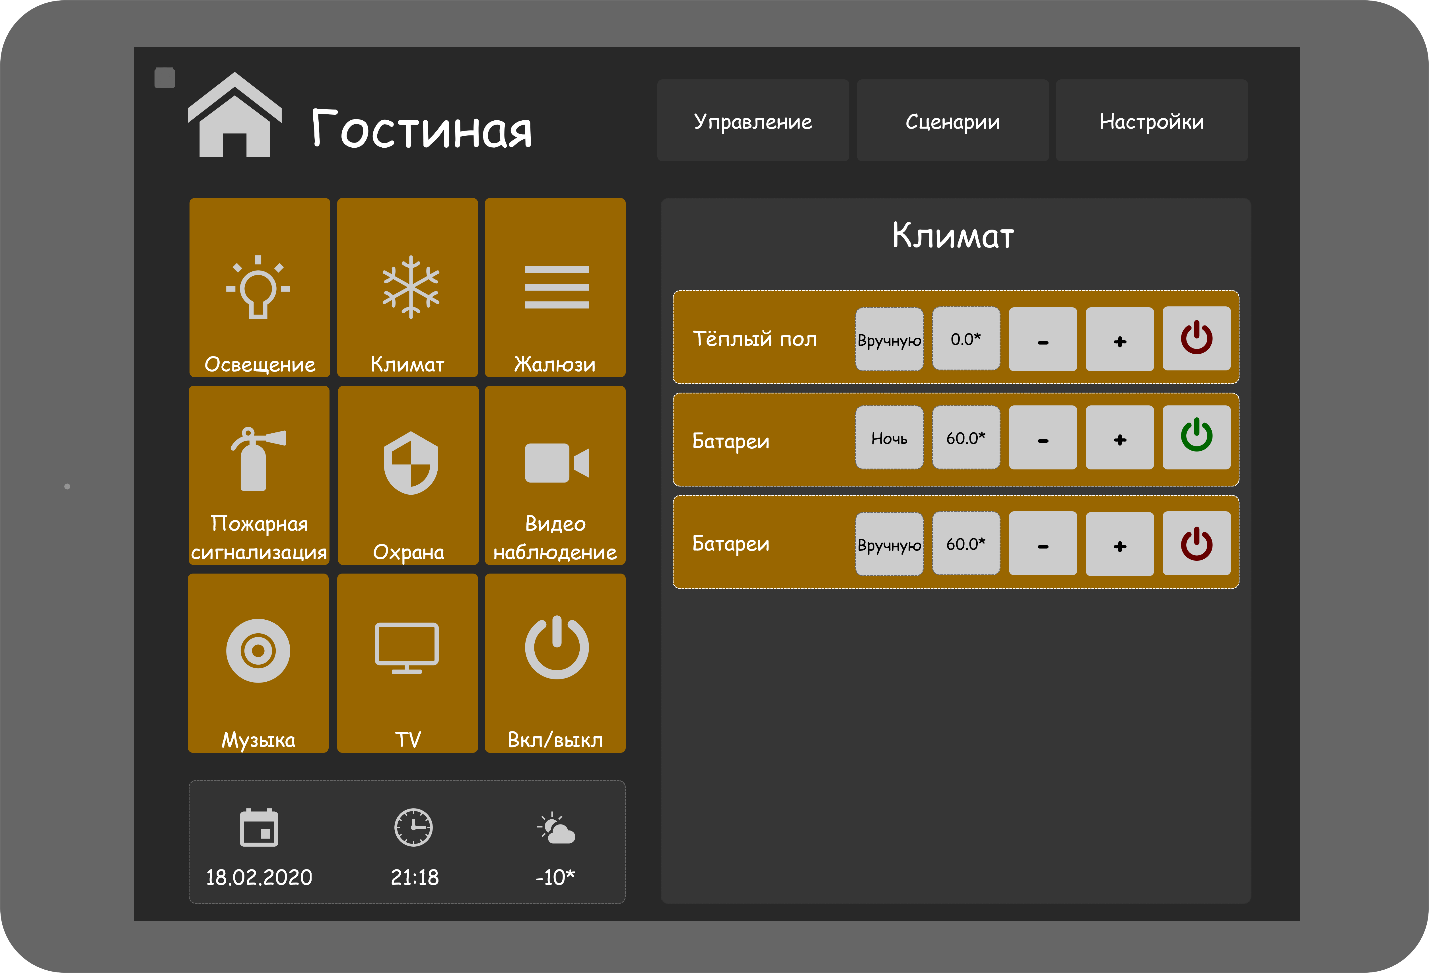 Гостиная
Управление
Сценарии
Настройки
Освещение
Климат
Жалюзи
Пожарная
сигнализация
Охрана
Видео
наблюдение
Музыка
TV
Вкл/выкл
18.02.2020
21:18
-10*
Климат
Тёплый пол
Вручную
0.0*
-
+
Батареи
Ночь
60.0*
-
+
Батареи
Вручную
60.0*
-
+